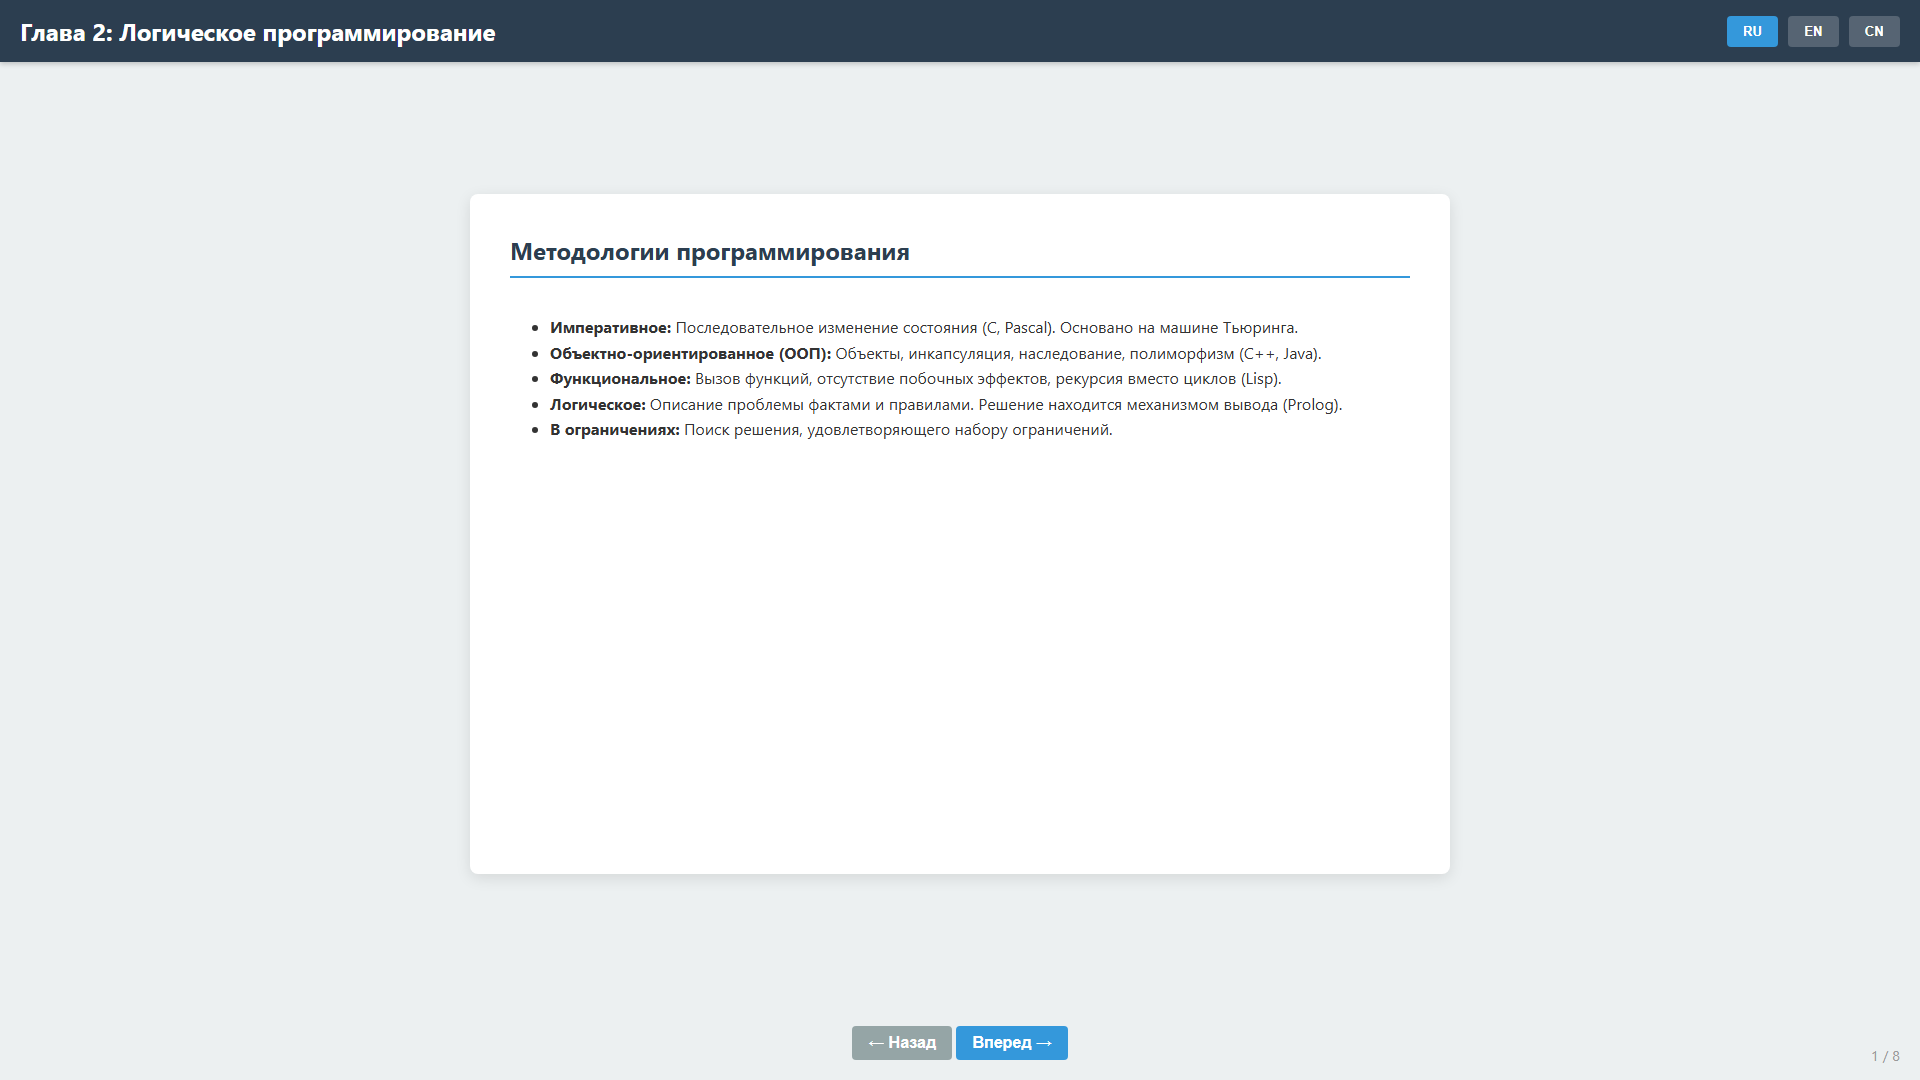 Глава 2: Логическое программирование
RU
EN
CN
Методологии программирования
• Императивное: Последовательное изменение состояния (C, Pascal). Основано на машине Тьюринга.
• Объектно-ориентированное (ООП): Объекты, инкапсуляция, наследование, полиморфизм (C++, Java).
• Функциональное: Вызов функций, отсутствие побочных эффектов, рекурсия вместо циклов (Lisp).
• Логическое: Описание проблемы фактами и правилами. Решение находится механизмом вывода (Prolog).
• В ограничениях: Поиск решения, удовлетворяющего набору ограничений.
← Назад
Вперед →
1 / 8